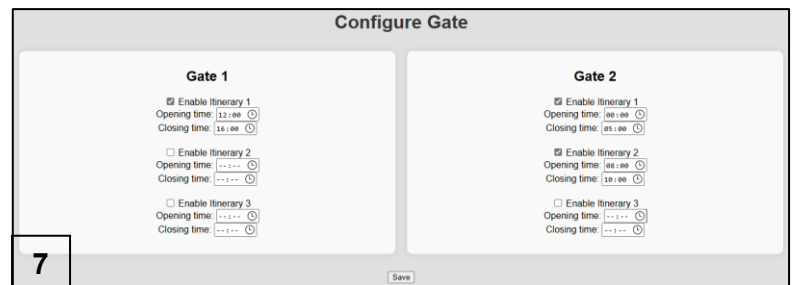 Configure Gate
Gate 1
Enable Itinerary 1
Opening time: 12:00
Closing time: 16:00
Enable Itinerary 2
Opening time: --:--
Closing time: --:--
Enable Itinerary 3
Opening time: --:--
Closing time: --:--
Gate 2
Enable Itinerary 1
Opening time: 00:00
Closing time: 05:00
Enable Itinerary 2
Opening time: 08:00
Closing time: 10:00
Enable Itinerary 3
Opening time: --:--
Closing time: --:--
7
Save